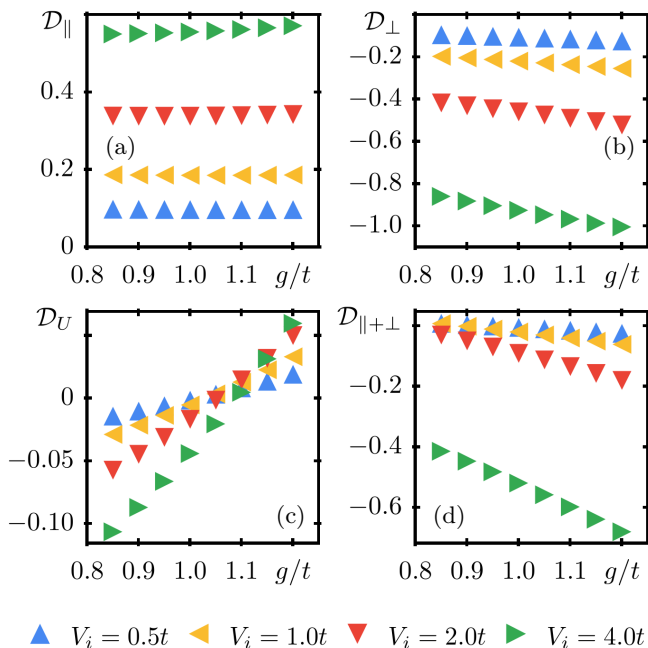 𝒟∥
0.4
0.2
0
(a)
0.8 0.9 1.0 1.1 g/t
𝒟⊥
−0.2
−0.4
−0.6
−0.8
−1.0
(b)
0.8 0.9 1.0 1.1 g/t
𝒟U
0
−0.05
−0.10
(c)
0.8 0.9 1.0 1.1 g/t
𝒟∥+⊥
−0.2
−0.4
−0.6
(d)
0.8 0.9 1.0 1.1 g/t
Vi = 0.5t Vi = 1.0t Vi = 2.0t Vi = 4.0t